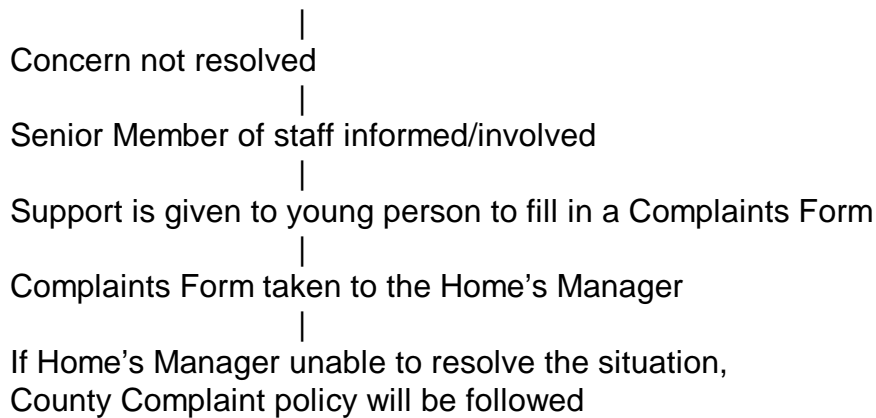 Concern not resolved
Senior Member of staff informed/involved
Support is given to young person to fill in a Complaints Form
Complaints Form taken to the Home’s Manager
If Home’s Manager unable to resolve the situation,
County Complaint policy will be followed